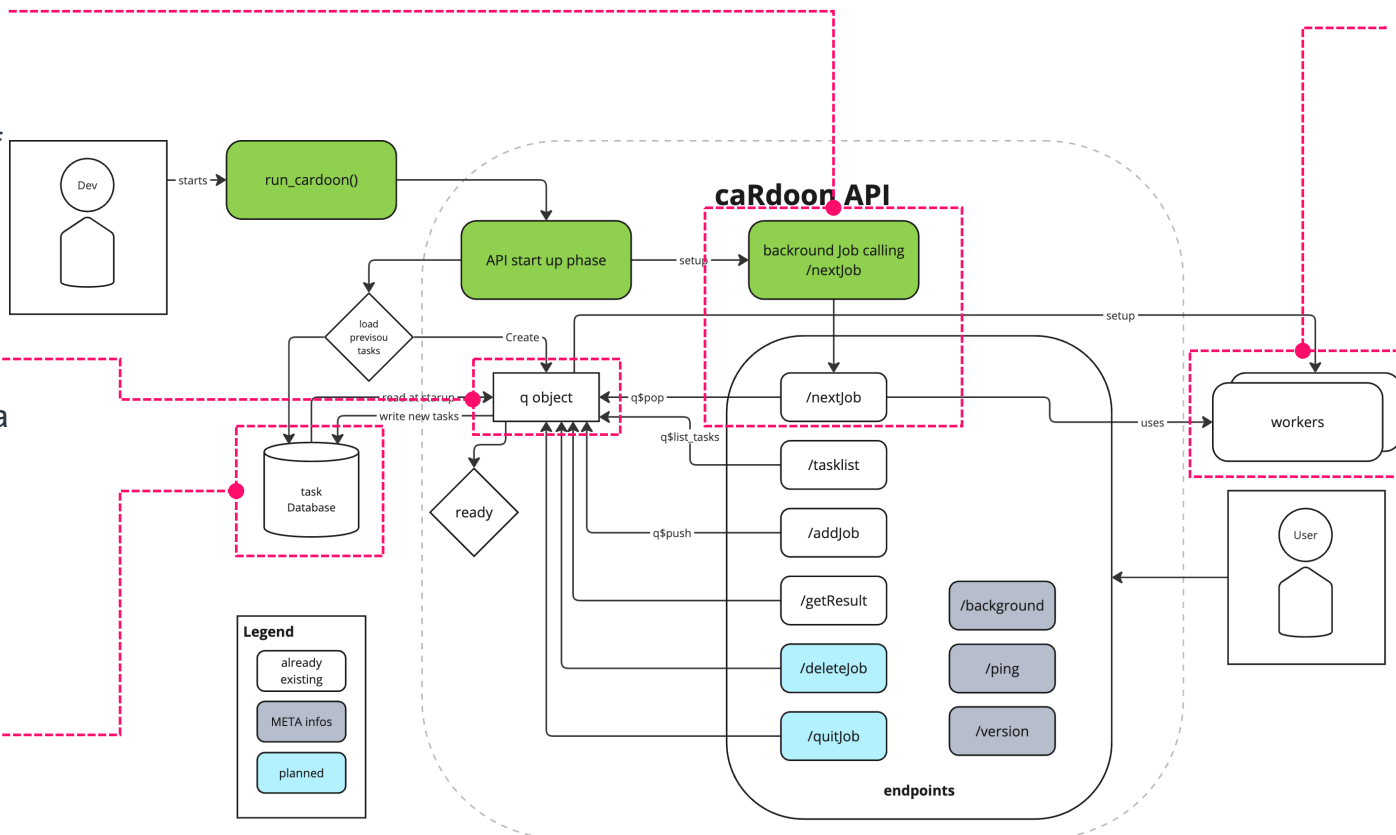 Dev
starts
run_cardoon()
caRdoon API
API start up phase
setup
backround Job calling
/nextJob
load
previsou
tasks
Create
setup
q object
read at starup
write new tasks
q$pop
/nextJob
uses
workers
q$list_tasks
/tasklist
task
Database
ready
q$push
/addJob
User
/getResult
/background
Legend
already
existing
META infos
planned
/deleteJob
/ping
/quitJob
/version
endpoints
a